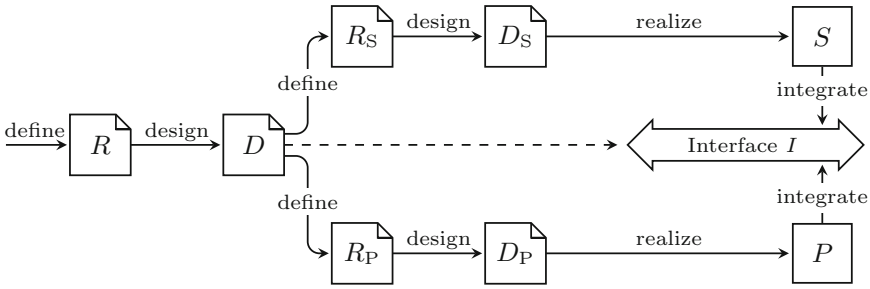 R_S design D_S realize S
define integrate
define R design D Interface I
define integrate
R_P design D_P realize P